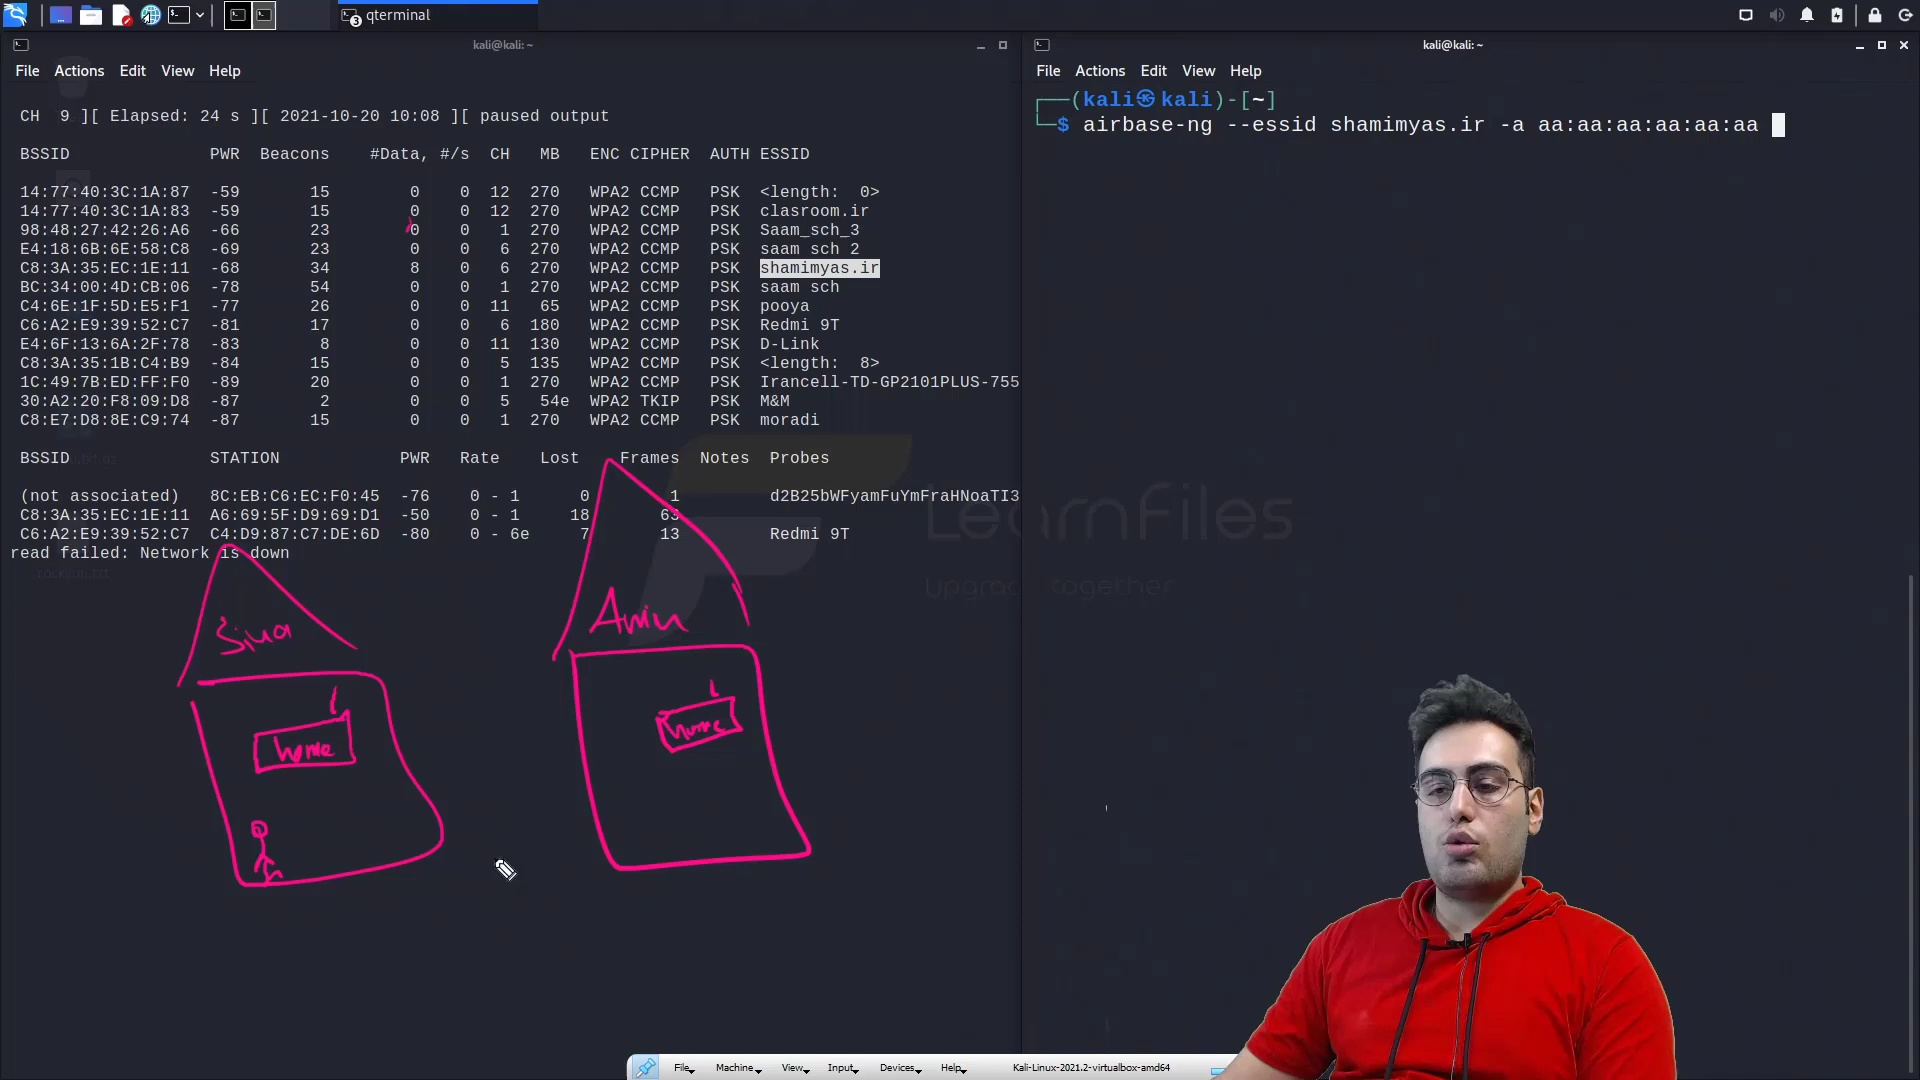 qterminal
3
kali@kali: ~
File Actions Edit View Help
CH 9 ][ Elapsed: 24 s ][ 2021-10-20 10:08 ][ paused output
BSSID PWR Beacons #Data, #/s CH MB ENC CIPHER AUTH ESSID
14:77:40:3C:1A:87 -59 15 0 0 12 270 WPA2 CCMP PSK <length: 0>
14:77:40:3C:1A:83 -59 15 0 0 12 270 WPA2 CCMP PSK clasroom.ir
98:48:27:42:26:A6 -66 23 0 0 1 270 WPA2 CCMP PSK Saam_sch_3
E4:18:6B:6E:58:C8 -69 23 0 0 6 270 WPA2 CCMP PSK saam sch 2
C8:3A:35:EC:1E:11 -68 34 8 0 6 270 WPA2 CCMP PSK shamimyas.ir
BC:34:00:4D:CB:06 -78 54 0 0 1 270 WPA2 CCMP PSK saam sch
C4:6E:1F:5D:E5:F1 -77 26 0 0 11 65 WPA2 CCMP PSK pooya
C6:A2:E9:39:52:C7 -81 17 0 0 6 180 WPA2 CCMP PSK Redmi 9T
E4:6F:13:6A:2F:78 -83 8 0 0 11 130 WPA2 CCMP PSK D-Link
C8:3A:35:1B:C4:B9 -84 15 0 0 5 135 WPA2 CCMP PSK <length: 8>
1C:49:7B:ED:FF:F0 -89 20 0 0 1 270 WPA2 CCMP PSK Irancell-TD-GP2101PLUS-755
30:A2:20:F8:09:D8 -87 2 0 0 5 54e WPA2 TKIP PSK M&M
C8:E7:D8:8E:C9:74 -87 15 0 0 1 270 WPA2 CCMP PSK moradi
BSSID STATION PWR Rate Lost Frames Notes Probes
(not associated) 8C:EB:C6:EC:F0:45 -76 0 - 1 0 1 d2B25bWFyamFuYmFraHNoaTI3
C8:3A:35:EC:1E:11 A6:69:5F:D9:69:D1 -50 0 - 1 18 63
C6:A2:E9:39:52:C7 C4:D9:87:C7:DE:6D -80 0 - 6e 7 13 Redmi 9T
read failed: Network is down
Sina
home
Amin
home
LearnFiles
Upgrade together
kali@kali: ~
File Actions Edit View Help
(kali㉿kali)-[~]
$ airbase-ng --essid shamimyas.ir -a aa:aa:aa:aa:aa:aa
File Machine View Input Devices Help Kali-Linux-2021.2-virtualbox-amd64